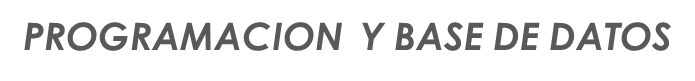 PROGRAMACION Y BASE DE DATOS